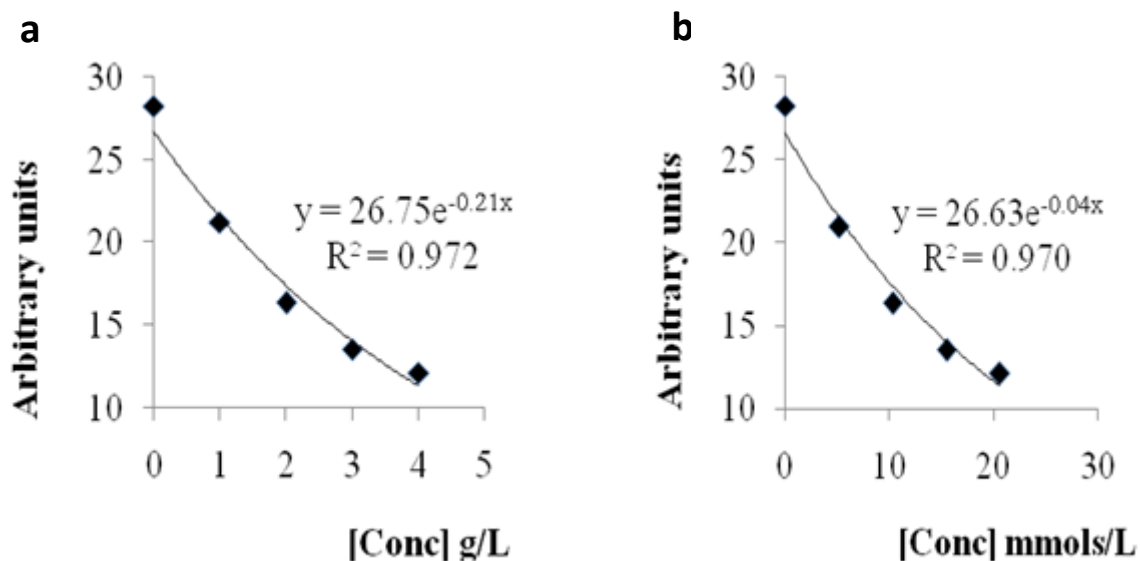 a
30
25
20
15
10
Arbitrary units
y = 26.75e^-0.21x
R² = 0.972
0 1 2 3 4 5
[Conc] g/L
b
30
25
20
15
10
Arbitrary units
y = 26.63e^-0.04x
R² = 0.970
0 10 20 30
[Conc] mmols/L